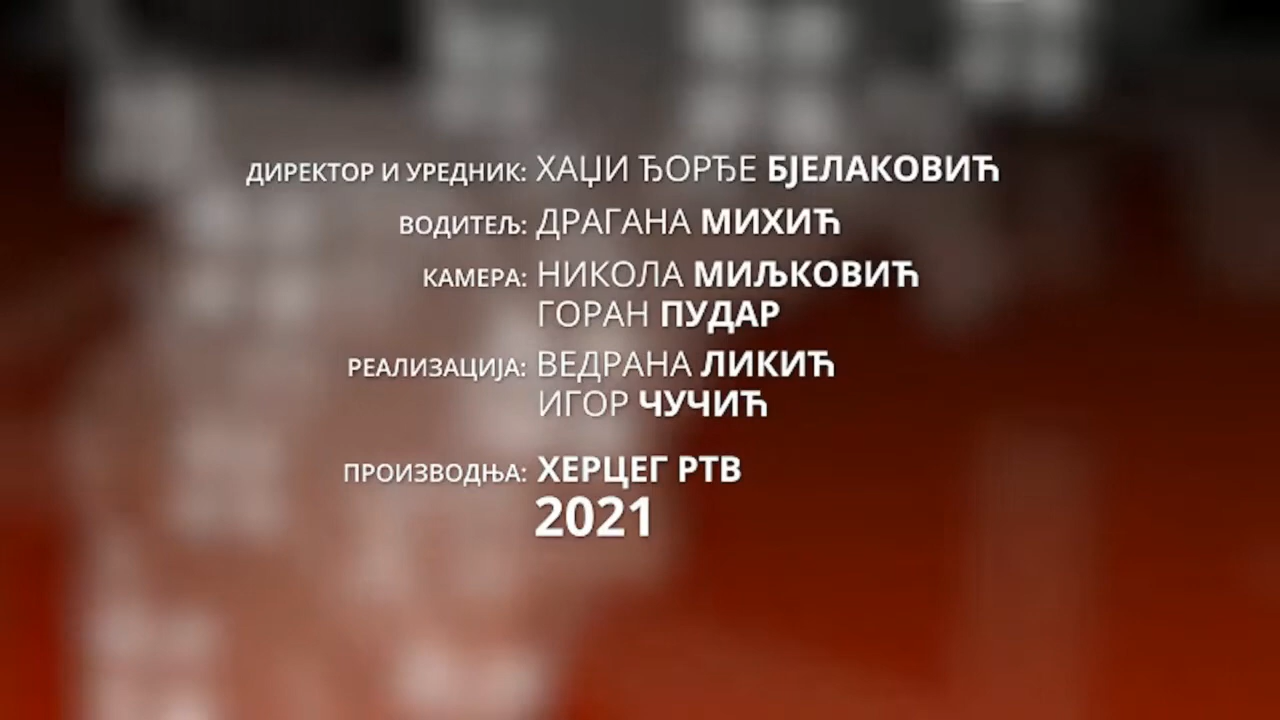 ДИРЕКТОР И УРЕДНИК: ХАЏИ ЂОРЂЕ БЈЕЛАКОВИЋ
ВОДИТЕЉ: ДРАГАНА МИХИЋ
КАМЕРА: НИКОЛА МИЉКОВИЋ
ГОРАН ПУДАР
РЕАЛИЗАЦИЈА: ВЕДРАНА ЛИКИЋ
ИГОР ЧУЧИЋ
ПРОИЗВОДЊА: ХЕРЦЕГ РТВ
2021